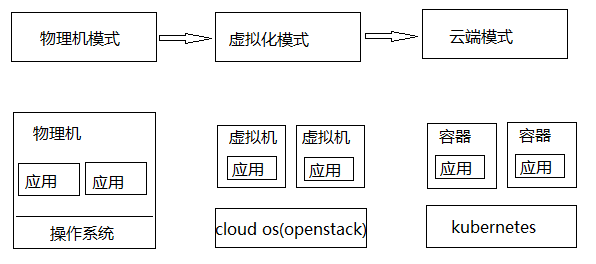 物理机模式
虚拟化模式
云端模式
物理机
应用
应用
操作系统
虚拟机
应用
虚拟机
应用
cloud os(openstack)
容器
应用
容器
应用
kubernetes